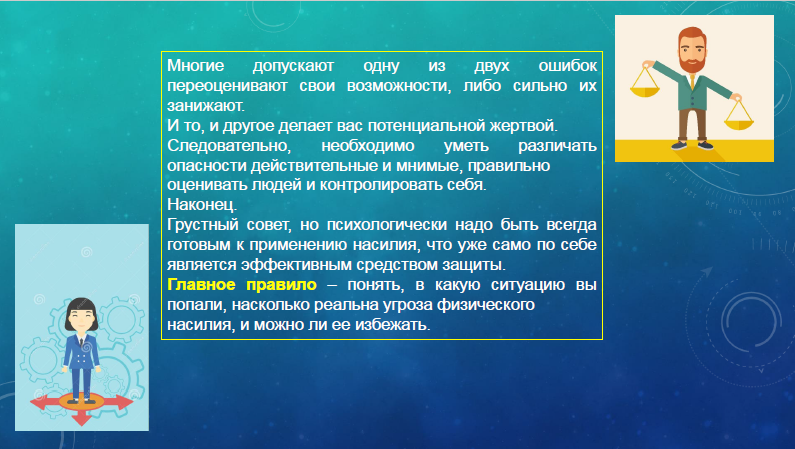 Многие допускают одну из двух ошибок
переоценивают свои возможности, либо сильно их
занижают.
И то, и другое делает вас потенциальной жертвой.
Следовательно, необходимо уметь различать
опасности действительные и мнимые, правильно
оценивать людей и контролировать себя.
Наконец.
Грустный совет, но психологически надо быть всегда
готовым к применению насилия, что уже само по себе
является эффективным средством защиты.
Главное правило – понять, в какую ситуацию вы
попали, насколько реальна угроза физического
насилия, и можно ли ее избежать.